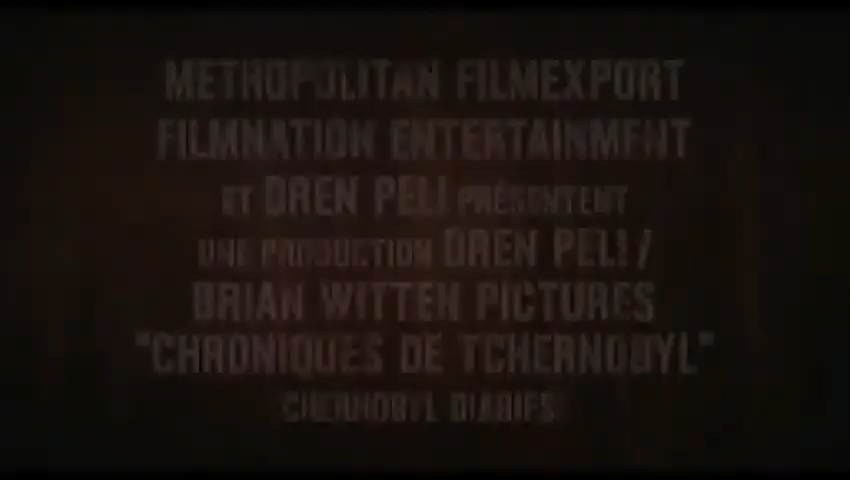 METROPOLITAN FILMEXPORT
FILMNATION ENTERTAINMENT
ET OREN PELI PRÉSENTENT
UNE PRODUCTION OREN PELI /
BRIAN WITTEN PICTURES
"CHRONIQUES DE TCHERNOBYL"
CHERNOBYL DIARIES